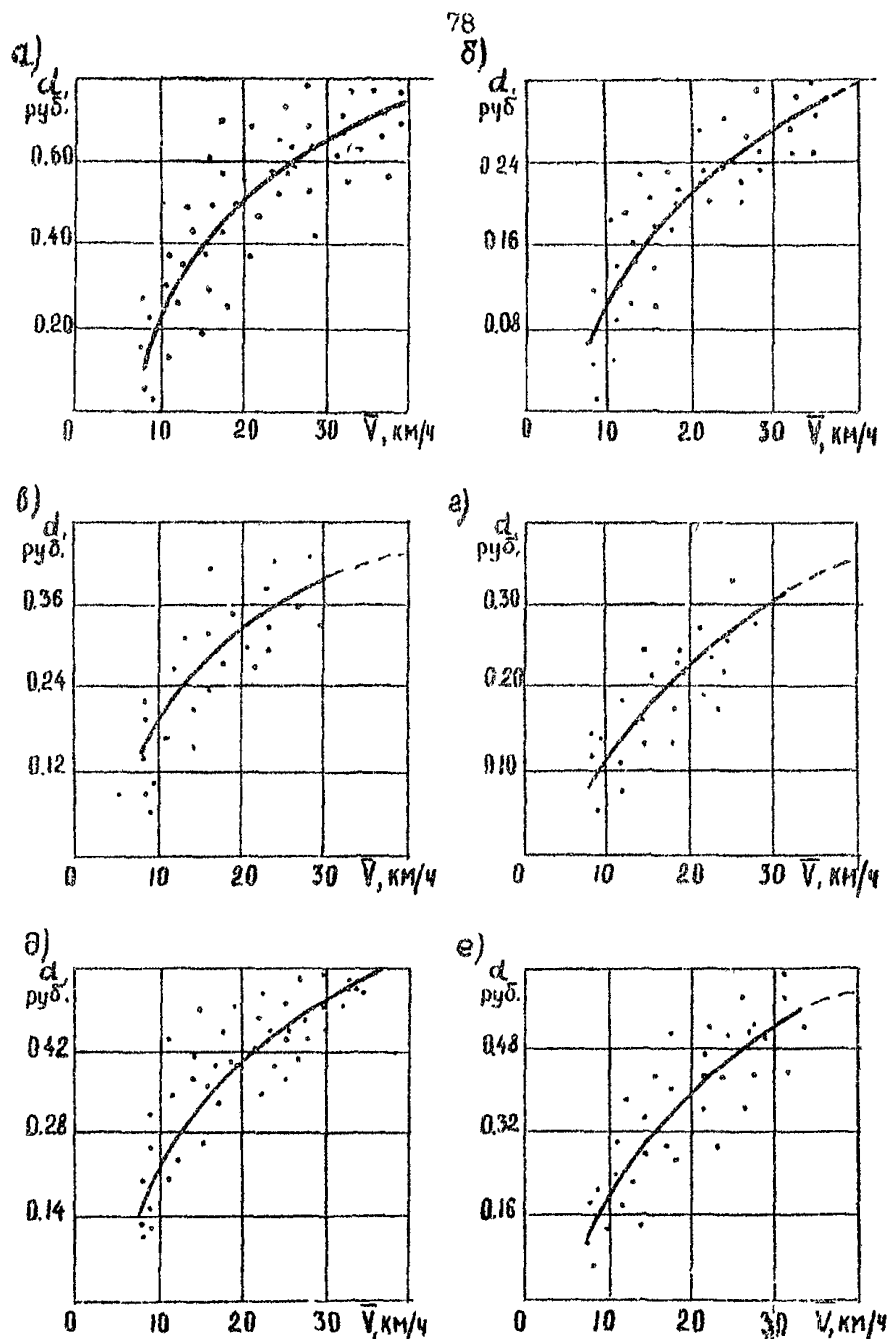 78
а) б)
d, d,
руб. руб
0.60 0.24
0.40 0.16
0.20 0.08
0 10 20 30 V̅, км/ч 0 10 20 30 V̅, км/ч
в) г)
d, d,
руб. руб.
0,36 0,30
0,24 0,20
0,12 0,10
0 10 20 30 V̅, км/ч 0 10 20 30 V̅, км/ч
д) е)
d, d,
руб. руб.
0.42 0,48
0.28 0,32
0.14 0.16
0 10 20 30 V̅, км/ч 0 10 20 30 V̅, км/ч